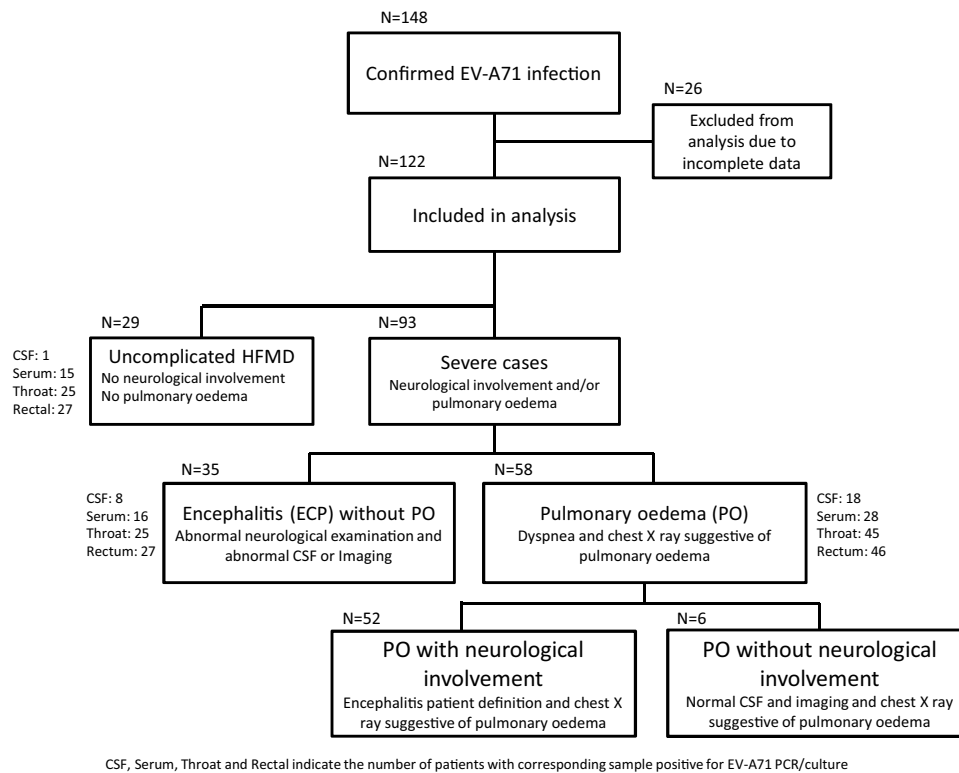 N=148
Confirmed EV-A71 infection
N=26
Excluded from
analysis due to
incomplete data
N=122
Included in analysis
N=29
Uncomplicated HFMD
No neurological involvement
No pulmonary oedema
CSF: 1
Serum: 15
Throat: 25
Rectal: 27
N=93
Severe cases
Neurological involvement and/or
pulmonary oedema
N=35
Encephalitis (ECP) without PO
Abnormal neurological examination and
abnormal CSF or Imaging
CSF: 8
Serum: 16
Throat: 25
Rectum: 27
N=58
Pulmonary oedema (PO)
Dyspnea and chest X ray suggestive of
pulmonary oedema
CSF: 18
Serum: 28
Throat: 45
Rectum: 46
N=52
PO with neurological
involvement
Encephalitis patient definition and chest X
ray suggestive of pulmonary oedema
N=6
PO without neurological
involvement
Normal CSF and imaging and chest X ray
suggestive of pulmonary oedema
CSF, Serum, Throat and Rectal indicate the number of patients with corresponding sample positive for EV-A71 PCR/culture